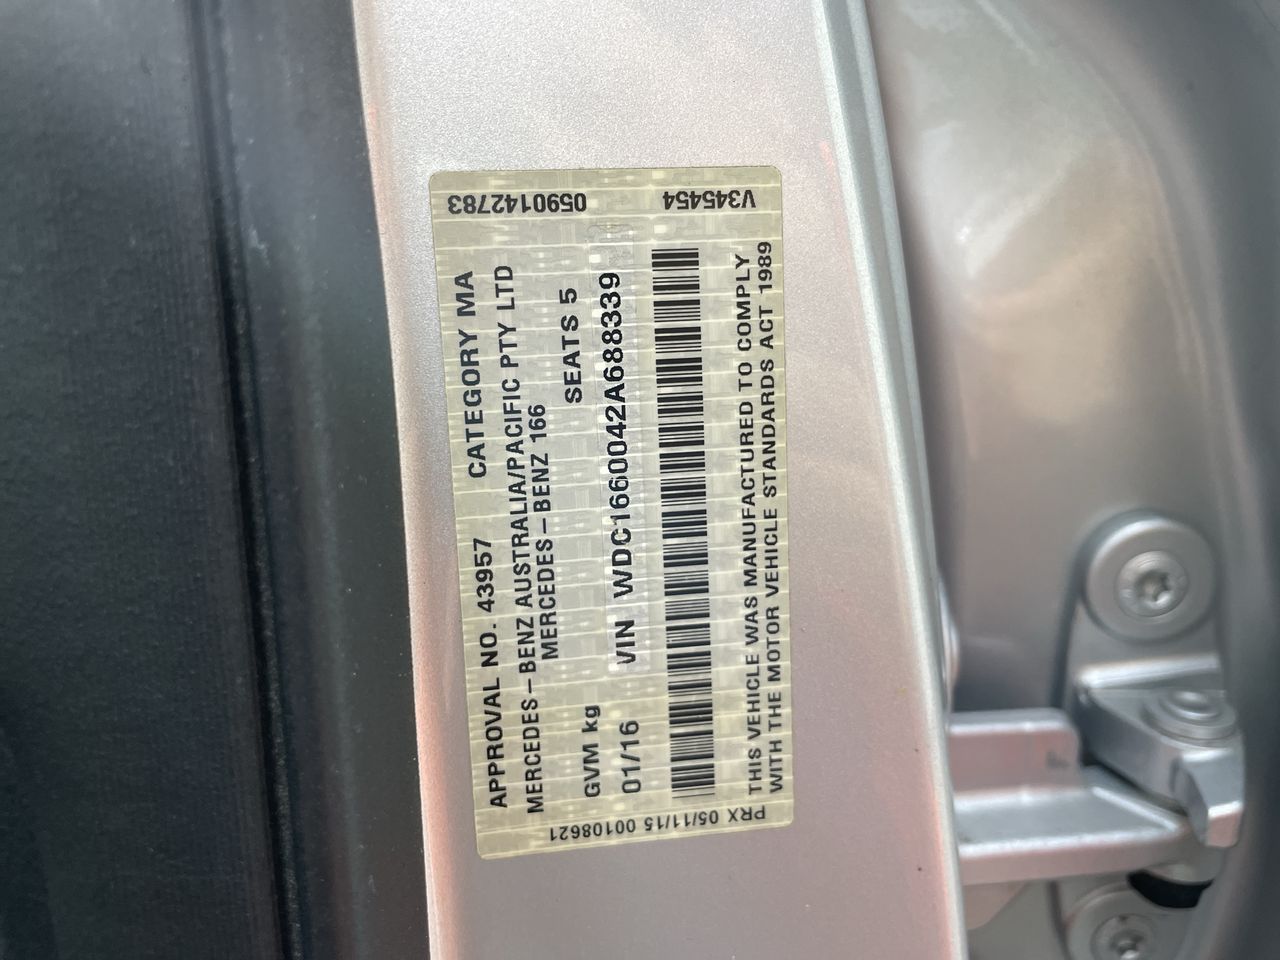 APPROVAL NO. 43957 CATEGORY MA
MERCEDES-BENZ AUSTRALIA/PACIFIC PTY LTD
MERCEDES-BENZ 166
GVM kg SEATS 5
01/16 VIN WDC1660042A688339
THIS VEHICLE WAS MANUFACTURED TO COMPLY
WITH THE MOTOR VEHICLE STANDARDS ACT 1989
0590142783 V345454
PRX 05/11/15 00108621